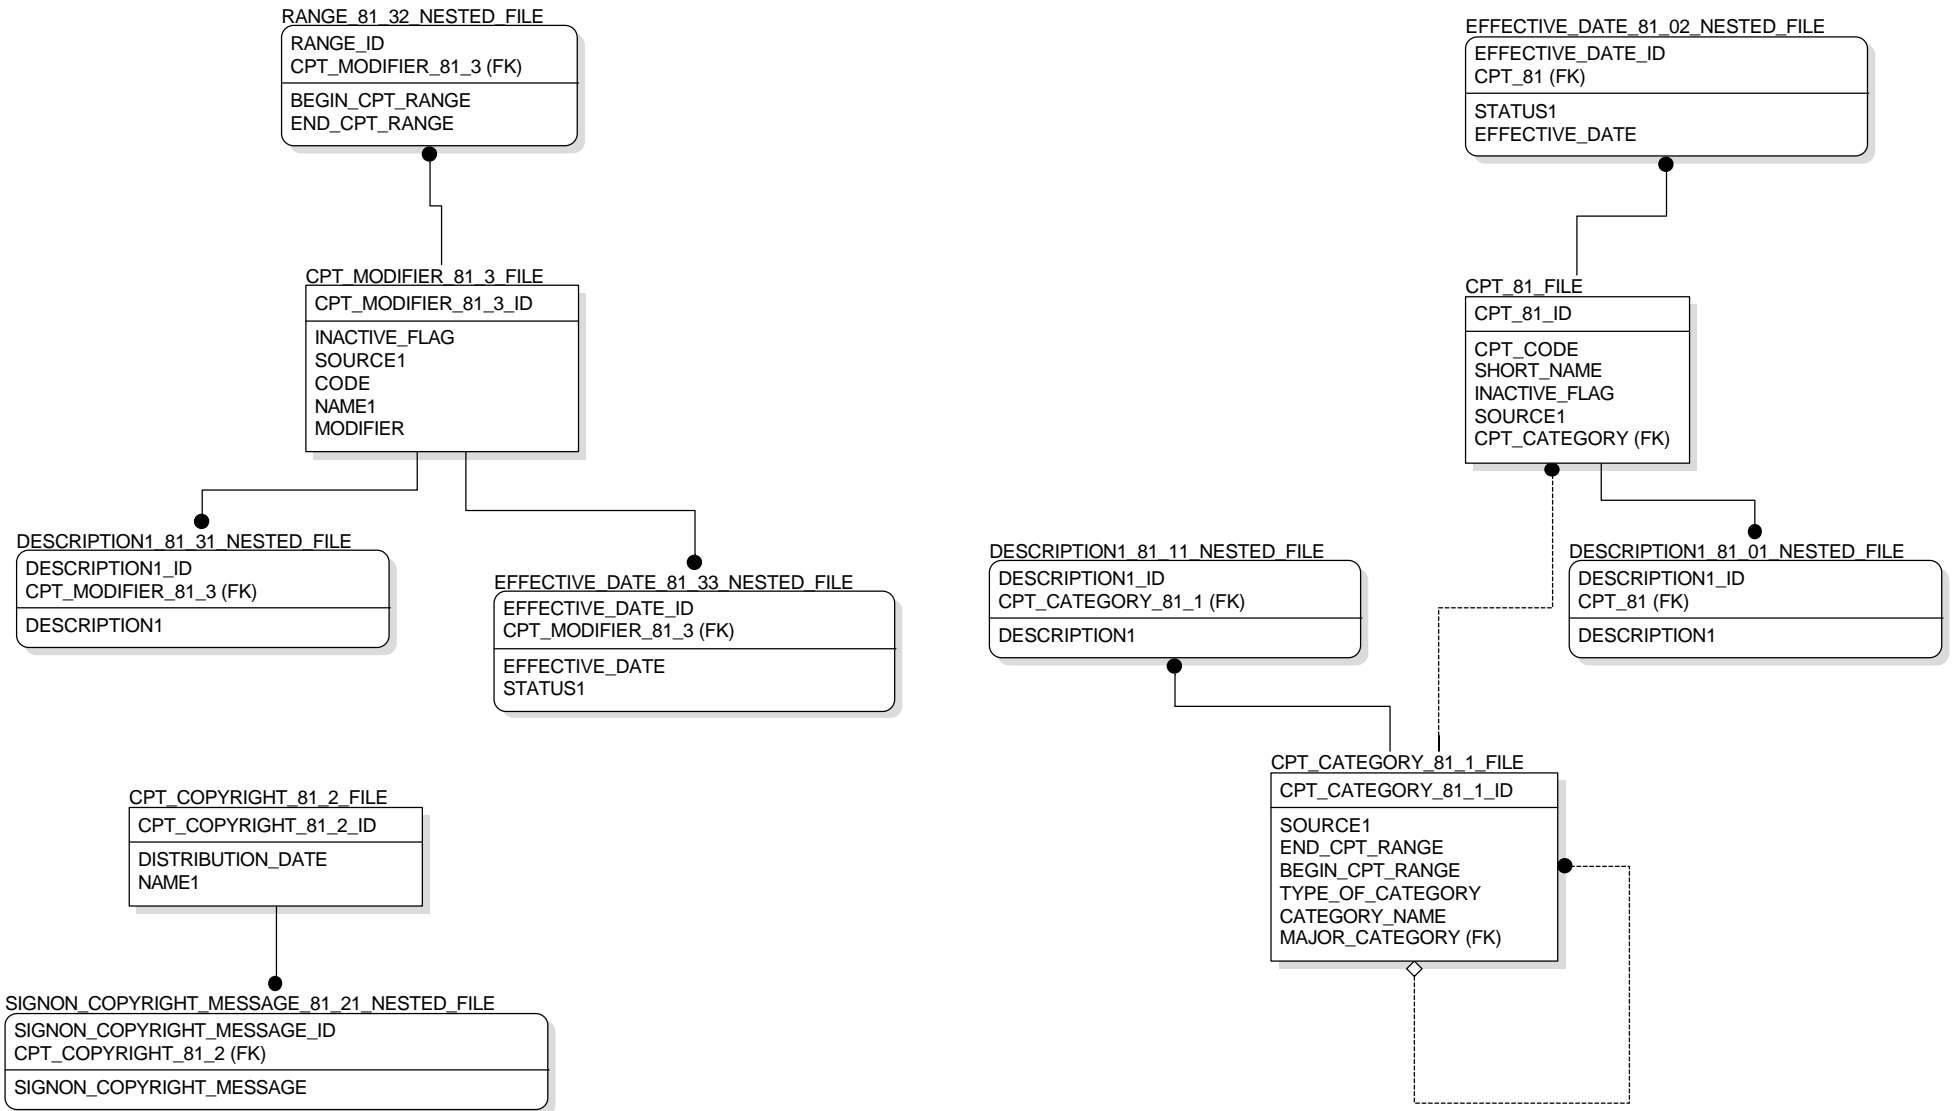 RANGE_81_32_NESTED_FILE
RANGE_ID
CPT_MODIFIER_81_3 (FK)
BEGIN_CPT_RANGE
END_CPT_RANGE
EFFECTIVE_DATE_81_02_NESTED_FILE
EFFECTIVE_DATE_ID
CPT_81 (FK)
STATUS1
EFFECTIVE_DATE
CPT_MODIFIER_81_3_FILE
CPT_MODIFIER_81_3_ID
INACTIVE_FLAG
SOURCE1
CODE
NAME1
MODIFIER
CPT_81_FILE
CPT_81_ID
CPT_CODE
SHORT_NAME
INACTIVE_FLAG
SOURCE1
CPT_CATEGORY (FK)
DESCRIPTION1_81_31_NESTED_FILE
DESCRIPTION1_ID
CPT_MODIFIER_81_3 (FK)
DESCRIPTION1
EFFECTIVE_DATE_81_33_NESTED_FILE
EFFECTIVE_DATE_ID
CPT_MODIFIER_81_3 (FK)
EFFECTIVE_DATE
STATUS1
DESCRIPTION1_81_11_NESTED_FILE
DESCRIPTION1_ID
CPT_CATEGORY_81_1 (FK)
DESCRIPTION1
DESCRIPTION1_81_01_NESTED_FILE
DESCRIPTION1_ID
CPT_81 (FK)
DESCRIPTION1
CPT_CATEGORY_81_1_FILE
CPT_CATEGORY_81_1_ID
SOURCE1
END_CPT_RANGE
BEGIN_CPT_RANGE
TYPE_OF_CATEGORY
CATEGORY_NAME
MAJOR_CATEGORY (FK)
CPT_COPYRIGHT_81_2_FILE
CPT_COPYRIGHT_81_2_ID
DISTRIBUTION_DATE
NAME1
SIGNON_COPYRIGHT_MESSAGE_81_21_NESTED_FILE
SIGNON_COPYRIGHT_MESSAGE_ID
CPT_COPYRIGHT_81_2 (FK)
SIGNON_COPYRIGHT_MESSAGE